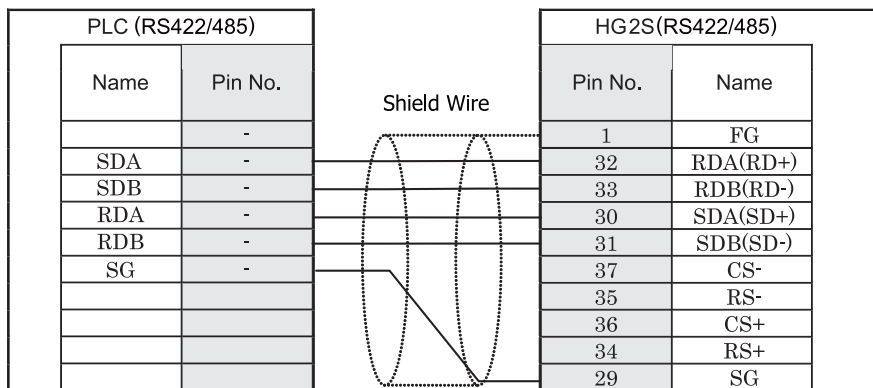 PLC (RS422/485) HG2S(RS422/485)
Name Pin No. Shield Wire Pin No. Name
- 1 FG
SDA - 32 RDA(RD+)
SDB - 33 RDB(RD-)
RDA - 30 SDA(SD+)
RDB - 31 SDB(SD-)
SG - 37 CS-
35 RS-
36 CS+
34 RS+
29 SG